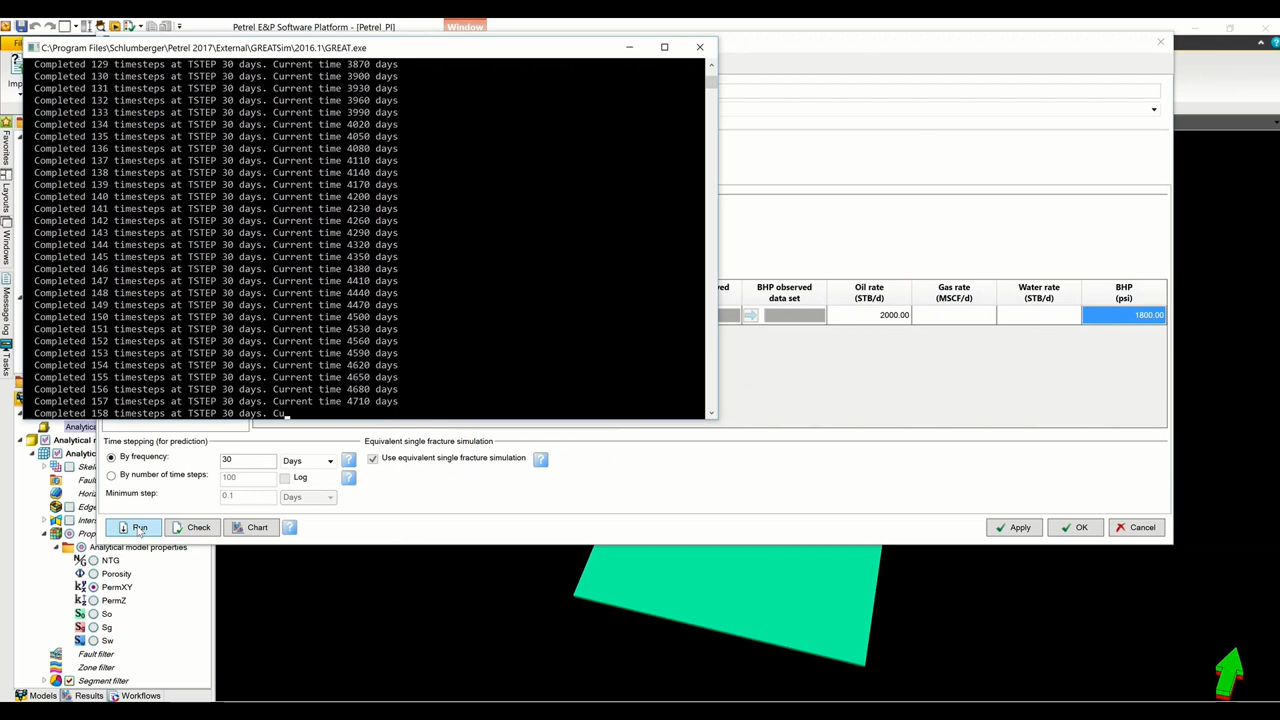 Petrel E&P Software Platform - [Petrel_PI]
Window
C:\Program Files\Schlumberger\Petrel 2017\External\GREATSim\2016.1\GREAT.exe
Completed 129 timesteps at TSTEP 30 days. Current time 3870 days
Completed 130 timesteps at TSTEP 30 days. Current time 3900 days
Completed 131 timesteps at TSTEP 30 days. Current time 3930 days
Completed 132 timesteps at TSTEP 30 days. Current time 3960 days
Completed 133 timesteps at TSTEP 30 days. Current time 3990 days
Completed 134 timesteps at TSTEP 30 days. Current time 4020 days
Completed 135 timesteps at TSTEP 30 days. Current time 4050 days
Completed 136 timesteps at TSTEP 30 days. Current time 4080 days
Completed 137 timesteps at TSTEP 30 days. Current time 4110 days
Completed 138 timesteps at TSTEP 30 days. Current time 4140 days
Completed 139 timesteps at TSTEP 30 days. Current time 4170 days
Completed 140 timesteps at TSTEP 30 days. Current time 4200 days
Completed 141 timesteps at TSTEP 30 days. Current time 4230 days
Completed 142 timesteps at TSTEP 30 days. Current time 4260 days
Completed 143 timesteps at TSTEP 30 days. Current time 4290 days
Completed 144 timesteps at TSTEP 30 days. Current time 4320 days
Completed 145 timesteps at TSTEP 30 days. Current time 4350 days
Completed 146 timesteps at TSTEP 30 days. Current time 4380 days
Completed 147 timesteps at TSTEP 30 days. Current time 4410 days
Completed 148 timesteps at TSTEP 30 days. Current time 4440 days
Completed 149 timesteps at TSTEP 30 days. Current time 4470 days
Completed 150 timesteps at TSTEP 30 days. Current time 4500 days
Completed 151 timesteps at TSTEP 30 days. Current time 4530 days
Completed 152 timesteps at TSTEP 30 days. Current time 4560 days
Completed 153 timesteps at TSTEP 30 days. Current time 4590 days
Completed 154 timesteps at TSTEP 30 days. Current time 4620 days
Completed 155 timesteps at TSTEP 30 days. Current time 4650 days
Completed 156 timesteps at TSTEP 30 days. Current time 4680 days
Completed 157 timesteps at TSTEP 30 days. Current time 4710 days
Completed 158 timesteps at TSTEP 30 days. Cu
Favorites
Layouts
Windows
Message log
Tasks
BHP observed data set
Oil rate (STB/d)
Gas rate (MSCF/d)
Water rate (STB/d)
BHP (psi)
2000.00
1800.00
Time stepping (for prediction)
By frequency: 30 Days
By number of time steps: 100 Log
Minimum step: 0.1 Days
Equivalent single fracture simulation
Use equivalent single fracture simulation
Run
Check
Chart
Apply
OK
Cancel
Analytical model properties
NTG
Porosity
PermXY
PermZ
So
Sg
Sw
Fault filter
Zone filter
Segment filter
Models
Results
Workflows